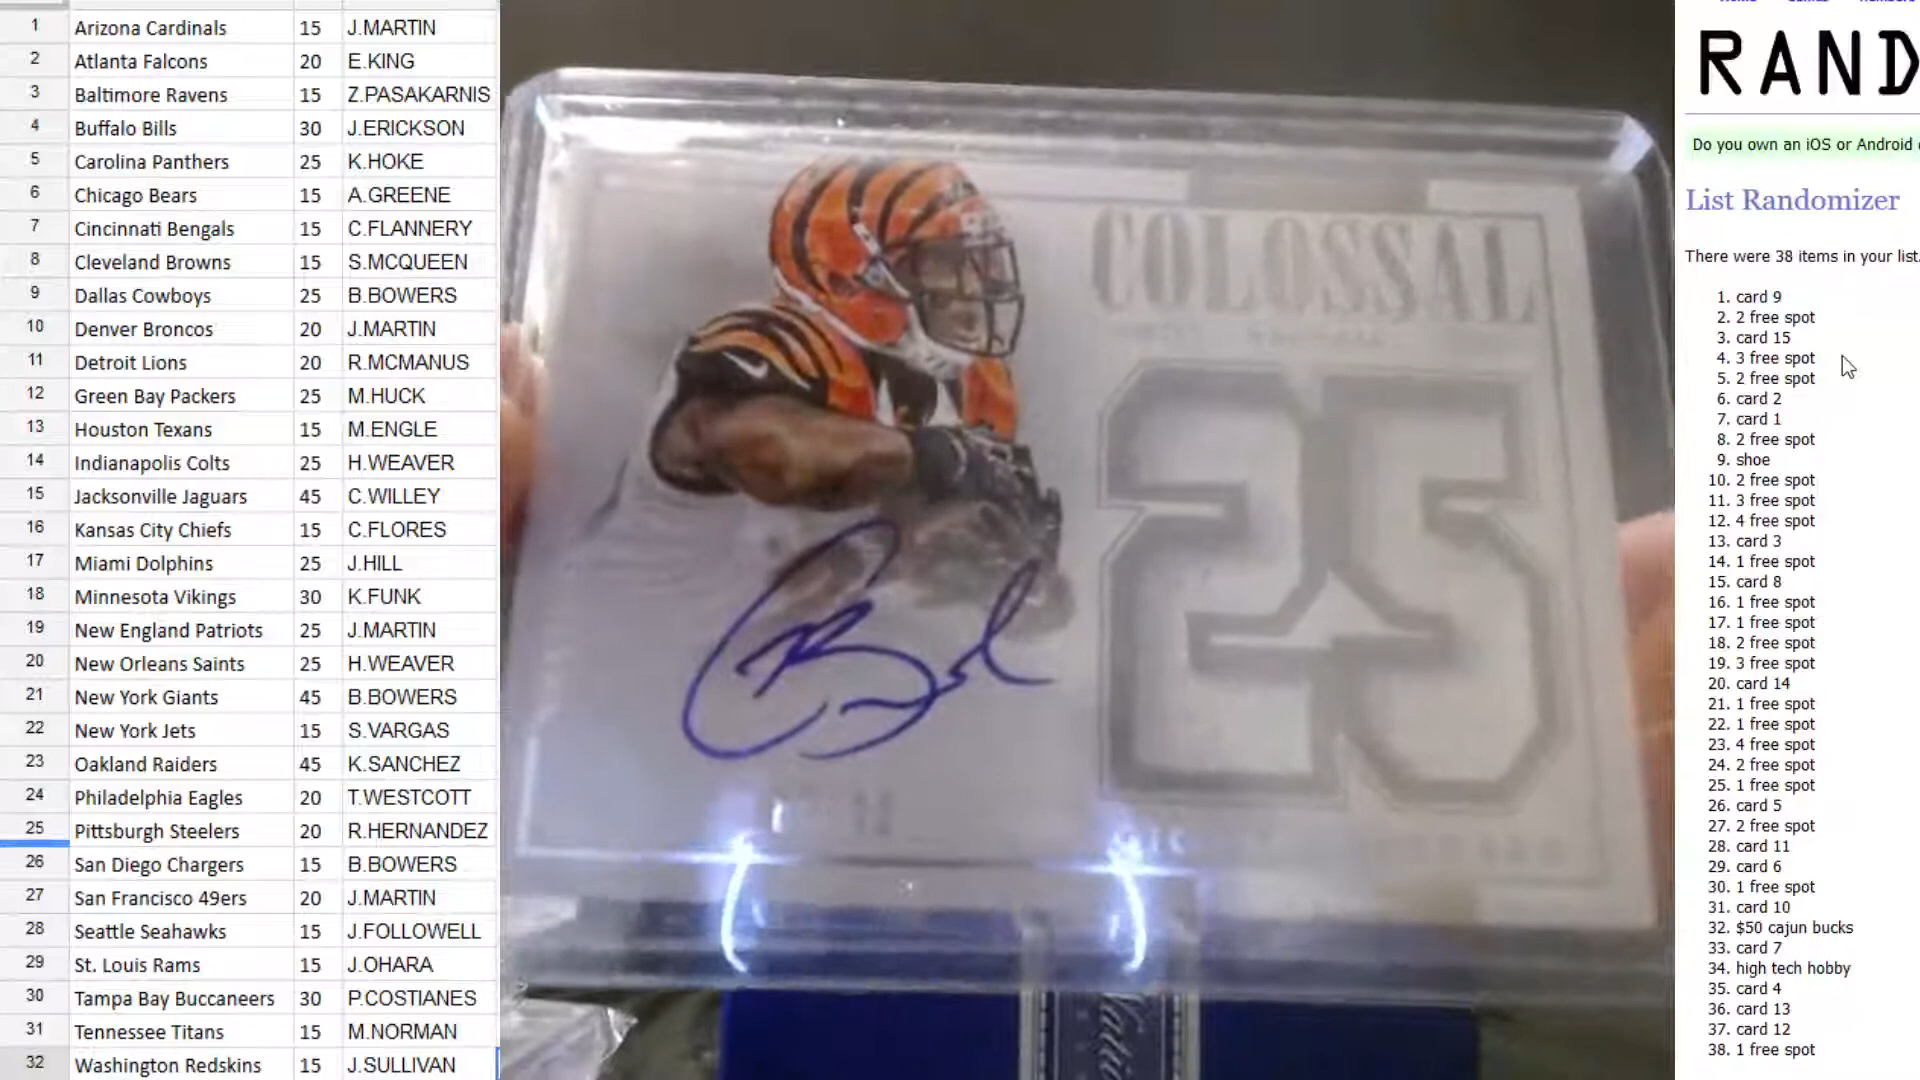 1 Arizona Cardinals 15 J.MARTIN
2 Atlanta Falcons 20 E.KING
3 Baltimore Ravens 15 Z.PASAKARNIS
4 Buffalo Bills 30 J.ERICKSON
5 Carolina Panthers 25 K.HOKE
6 Chicago Bears 15 A.GREENE
7 Cincinnati Bengals 15 C.FLANNERY
8 Cleveland Browns 15 S.MCQUEEN
9 Dallas Cowboys 25 B.BOWERS
10 Denver Broncos 20 J.MARTIN
11 Detroit Lions 20 R.MCMANUS
12 Green Bay Packers 25 M.HUCK
13 Houston Texans 15 M.ENGLE
14 Indianapolis Colts 25 H.WEAVER
15 Jacksonville Jaguars 45 C.WILLEY
16 Kansas City Chiefs 15 C.FLORES
17 Miami Dolphins 25 J.HILL
18 Minnesota Vikings 30 K.FUNK
19 New England Patriots 25 J.MARTIN
20 New Orleans Saints 25 H.WEAVER
21 New York Giants 45 B.BOWERS
22 New York Jets 15 S.VARGAS
23 Oakland Raiders 45 K.SANCHEZ
24 Philadelphia Eagles 20 T.WESTCOTT
25 Pittsburgh Steelers 20 R.HERNANDEZ
26 San Diego Chargers 15 B.BOWERS
27 San Francisco 49ers 20 J.MARTIN
28 Seattle Seahawks 15 J.FOLLOWELL
29 St. Louis Rams 15 J.OHARA
30 Tampa Bay Buccaneers 30 P.COSTIANES
31 Tennessee Titans 15 M.NORMAN
32 Washington Redskins 15 J.SULLIVAN
COLOSSAL
25
RAND
Do you own an iOS or Android
List Randomizer
There were 38 items in your list.
1. card 9
2. 2 free spot
3. card 15
4. 3 free spot
5. 2 free spot
6. card 2
7. card 1
8. 2 free spot
9. shoe
10. 2 free spot
11. 3 free spot
12. 4 free spot
13. card 3
14. 1 free spot
15. card 8
16. 1 free spot
17. 1 free spot
18. 2 free spot
19. 3 free spot
20. card 14
21. 1 free spot
22. 1 free spot
23. 4 free spot
24. 2 free spot
25. 1 free spot
26. card 5
27. 2 free spot
28. card 11
29. card 6
30. 1 free spot
31. card 10
32. $50 cajun bucks
33. card 7
34. high tech hobby
35. card 4
36. card 13
37. card 12
38. 1 free spot